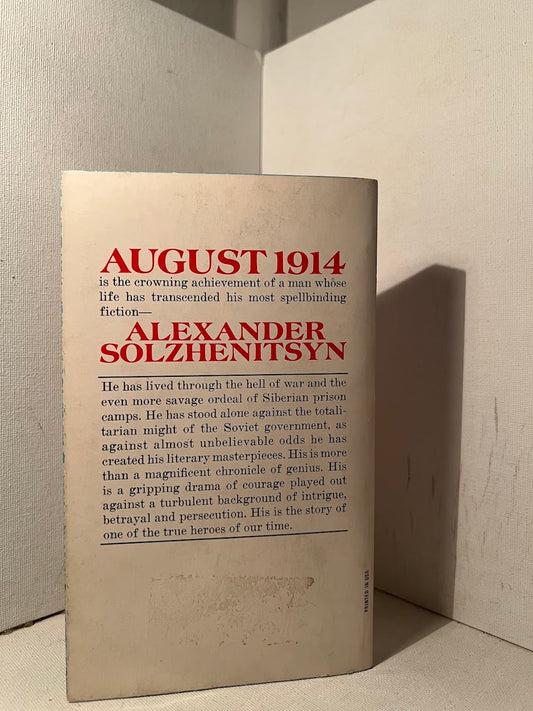 AUGUST 1914
is the crowning achievement of a man whose
life has transcended his most spellbinding
fiction—
ALEXANDER
SOLZHENITSYN
He has lived through the hell of war and the
even more savage ordeal of Siberian prison
camps. He has stood alone against the totali-
tarian might of the Soviet government, as
against almost unbelievable odds he has
created his literary masterpieces. His is more
than a magnificent chronicle of genius. His
is a gripping drama of courage played out
against a turbulent background of intrigue,
betrayal and persecution. His is the story of
one of the true heroes of our time.
PRINTED IN USA